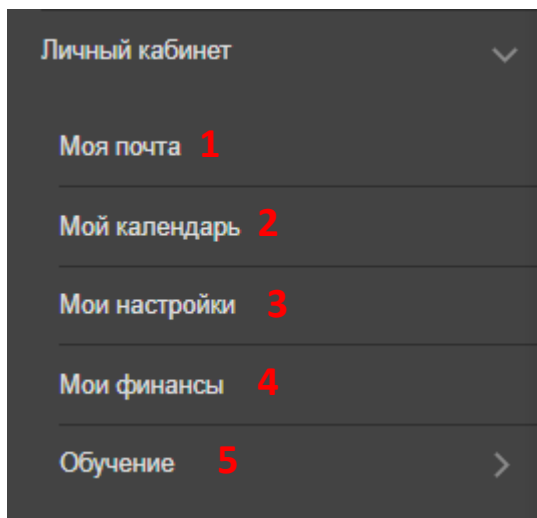 Личный кабинет
Моя почта 1
Мой календарь 2
Мои настройки 3
Мои финансы 4
Обучение 5